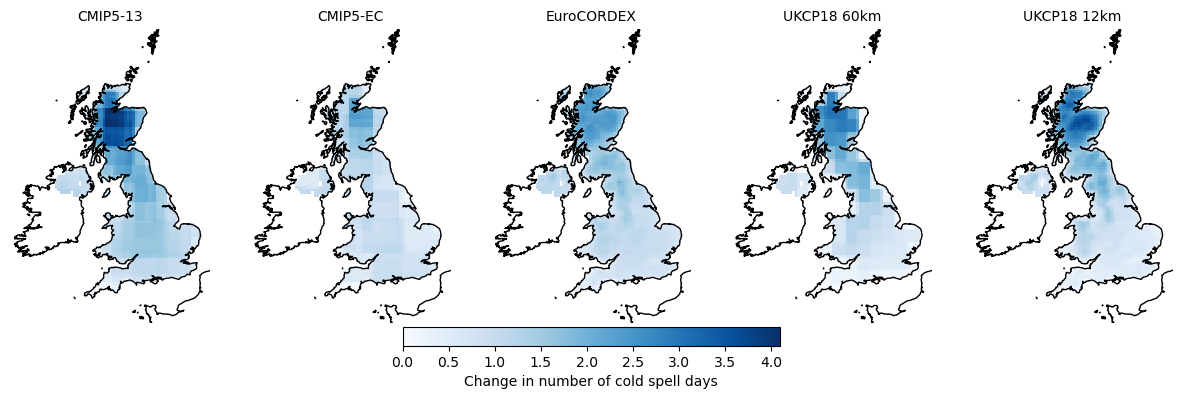 CMIP5-13 CMIP5-EC EuroCORDEX UKCP18 60km UKCP18 12km
0.0 0.5 1.0 1.5 2.0 2.5 3.0 3.5 4.0
Change in number of cold spell days